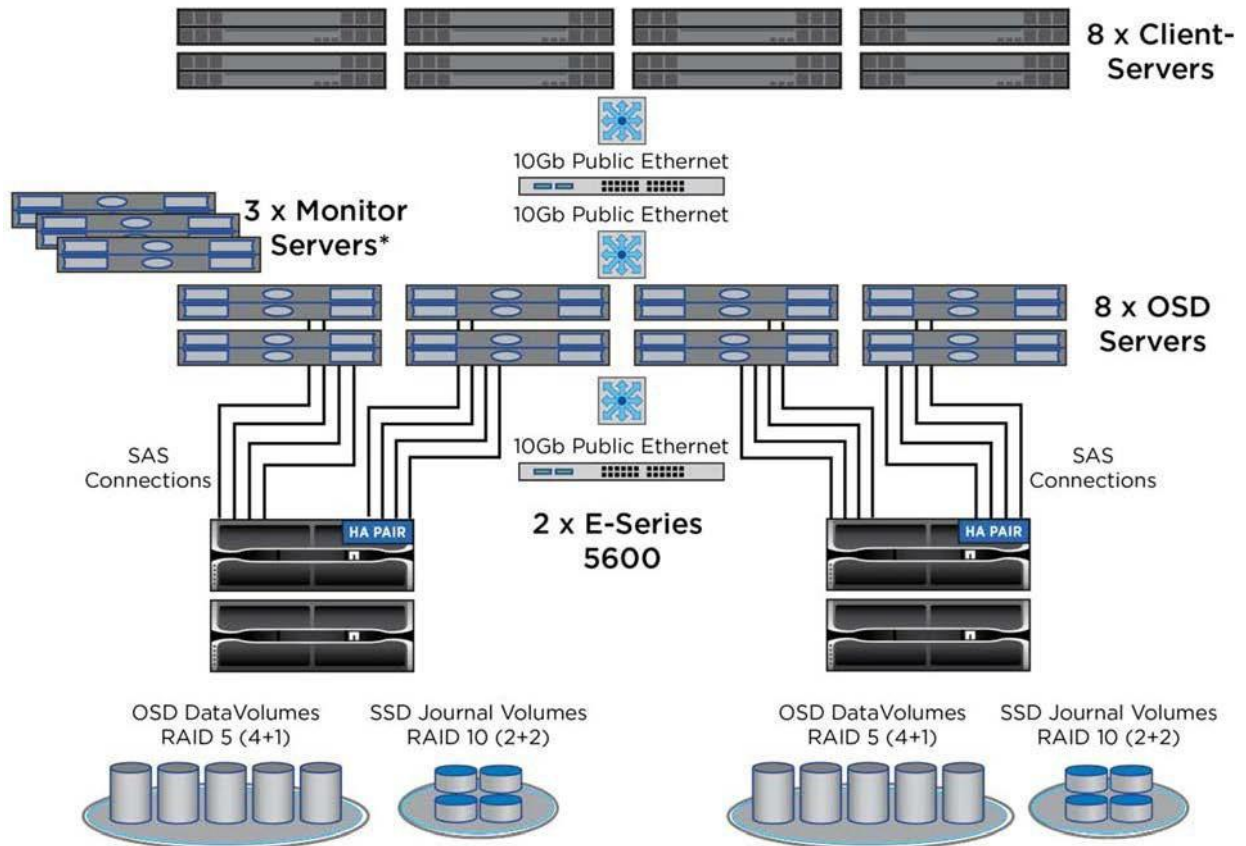 8 x Client-
Servers
10Gb Public Ethernet
10Gb Public Ethernet
3 x Monitor
Servers*
8 x OSD
Servers
10Gb Public Ethernet
SAS
Connections
SAS
Connections
2 x E-Series
5600
HA PAIR
HA PAIR
OSD DataVolumes
RAID 5 (4+1)
SSD Journal Volumes
RAID 10 (2+2)
OSD DataVolumes
RAID 5 (4+1)
SSD Journal Volumes
RAID 10 (2+2)